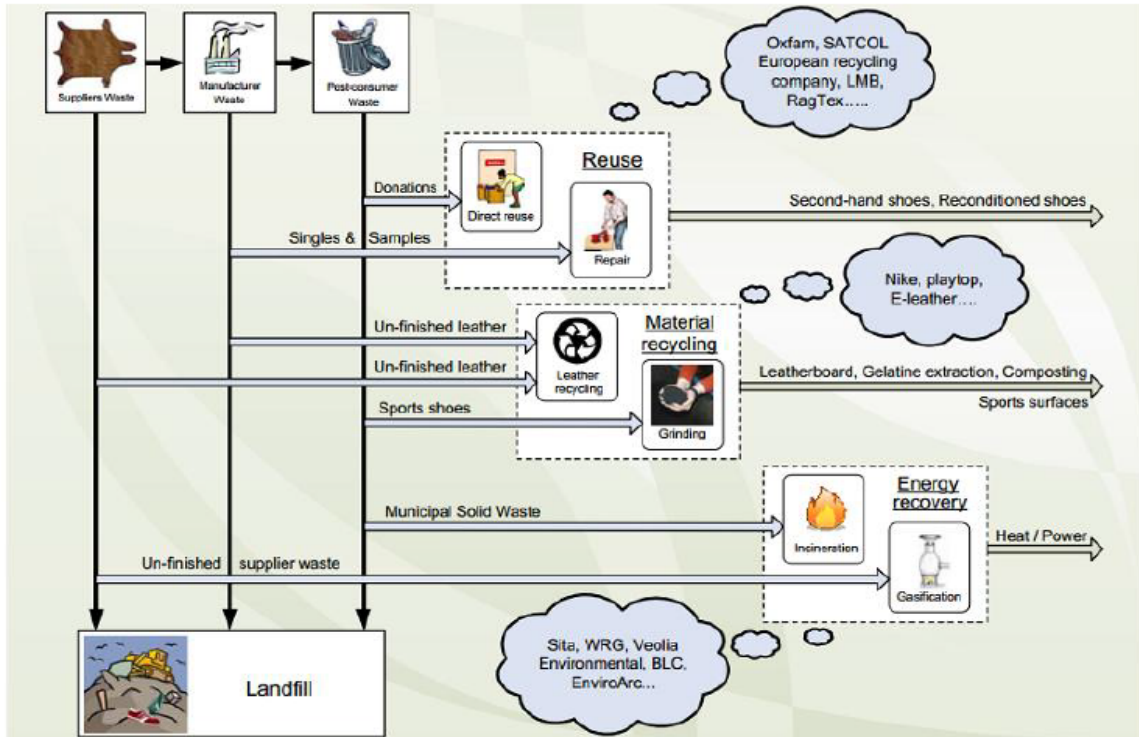 Suppliers Waste
Manufacturer
Waste
Post-consumer
Waste
Oxfam, SATCOL
European recycling
company, LMB,
RagTex.....
Reuse
Donations
Direct reuse
Second-hand shoes, Reconditioned shoes
Singles & Samples
Repair
Nike, playtop,
E-leather....
Un-finished leather
Material
recycling
Un-finished leather
Leather
recycling
Leatherboard, Gelatine extraction, Composting
Sports surfaces
Sports shoes
Grinding
Energy
recovery
Municipal Solid Waste
Incineration
Heat / Power
Un-finished supplier waste
Gasification
Sita, WRG, Veolia
Environmental, BLC,
EnviroArc...
Landfill